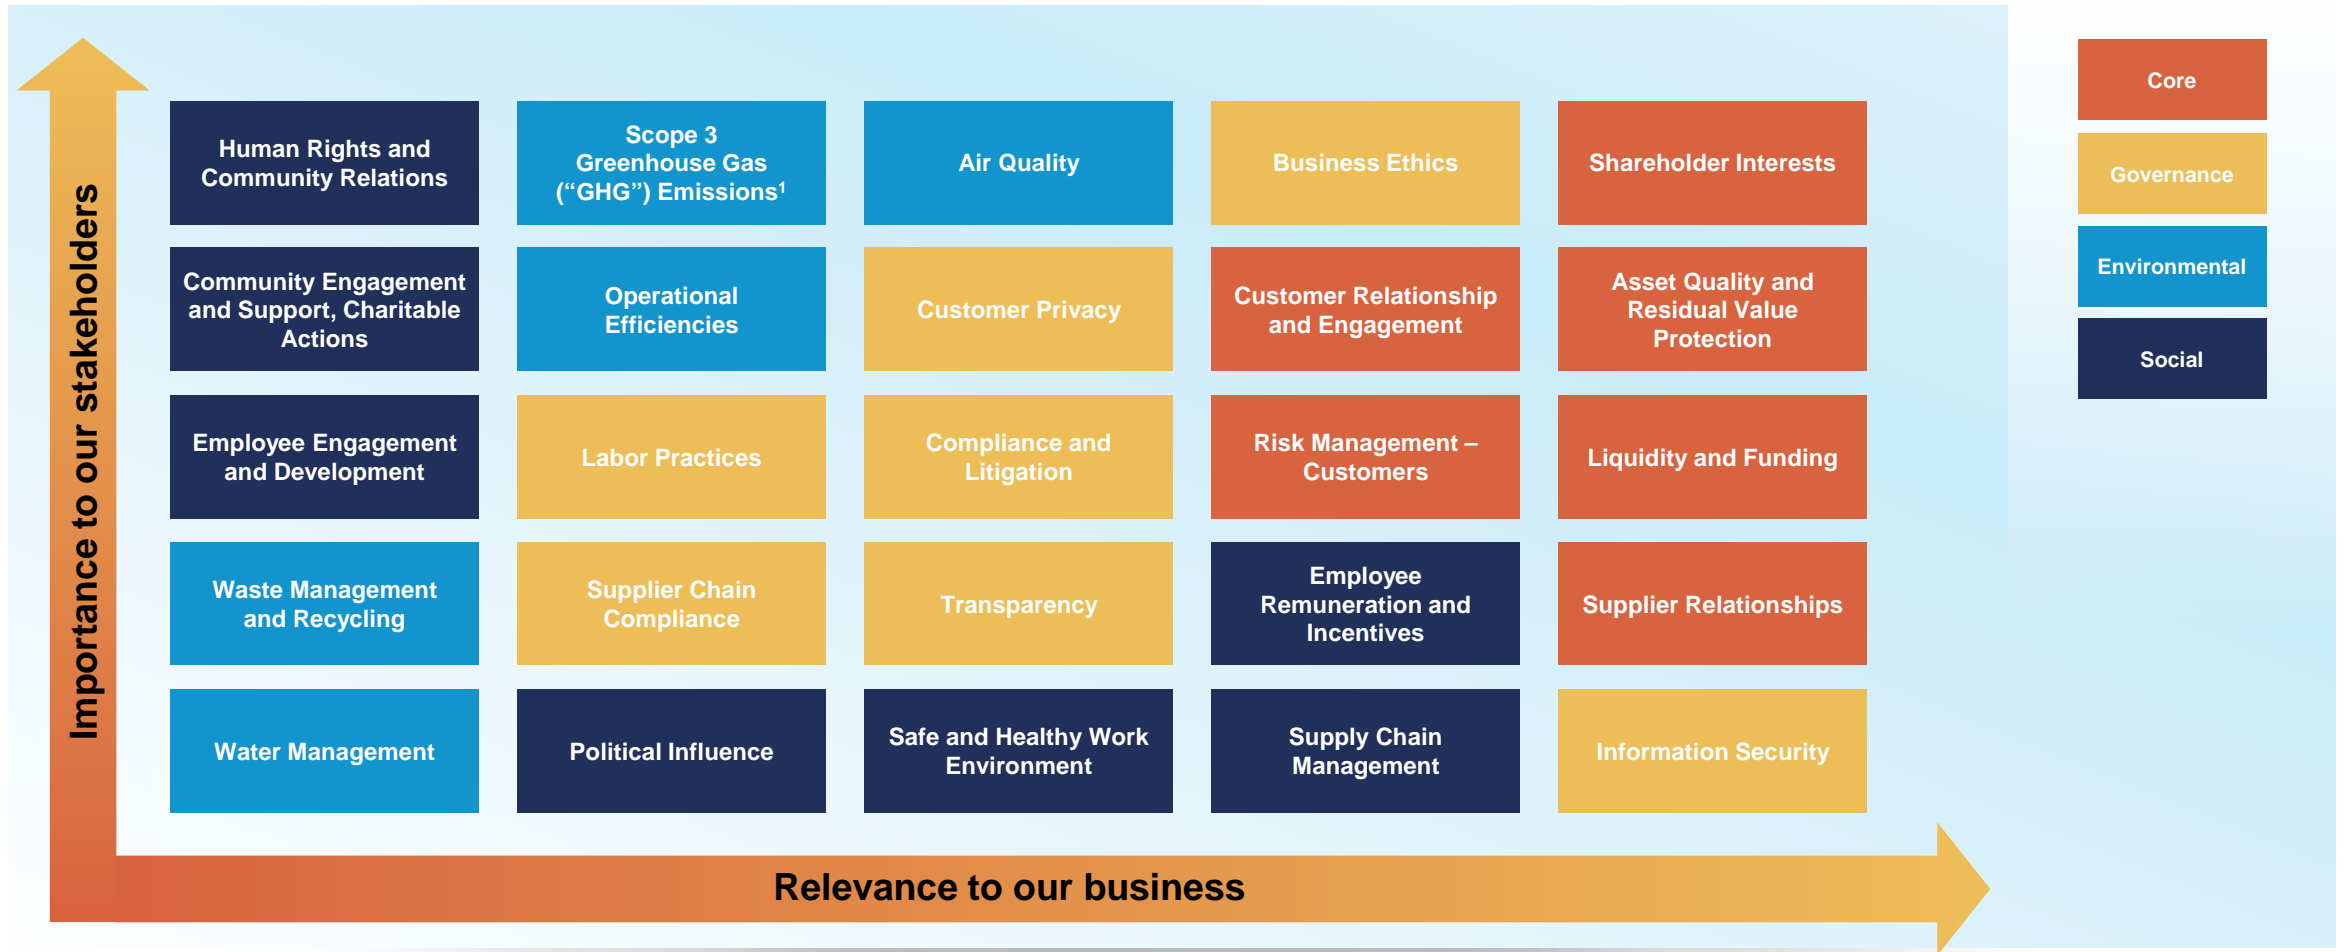 Importance to our stakeholders
Human Rights and
Community Relations
Scope 3
Greenhouse Gas
(“GHG”) Emissions¹
Air Quality
Business Ethics
Shareholder Interests
Community Engagement
and Support, Charitable
Actions
Operational
Efficiencies
Customer Privacy
Customer Relationship
and Engagement
Asset Quality and
Residual Value
Protection
Employee Engagement
and Development
Labor Practices
Compliance and
Litigation
Risk Management –
Customers
Liquidity and Funding
Waste Management
and Recycling
Supplier Chain
Compliance
Transparency
Employee
Remuneration and
Incentives
Supplier Relationships
Water Management
Political Influence
Safe and Healthy Work
Environment
Supply Chain
Management
Information Security
Relevance to our business
Core
Governance
Environmental
Social